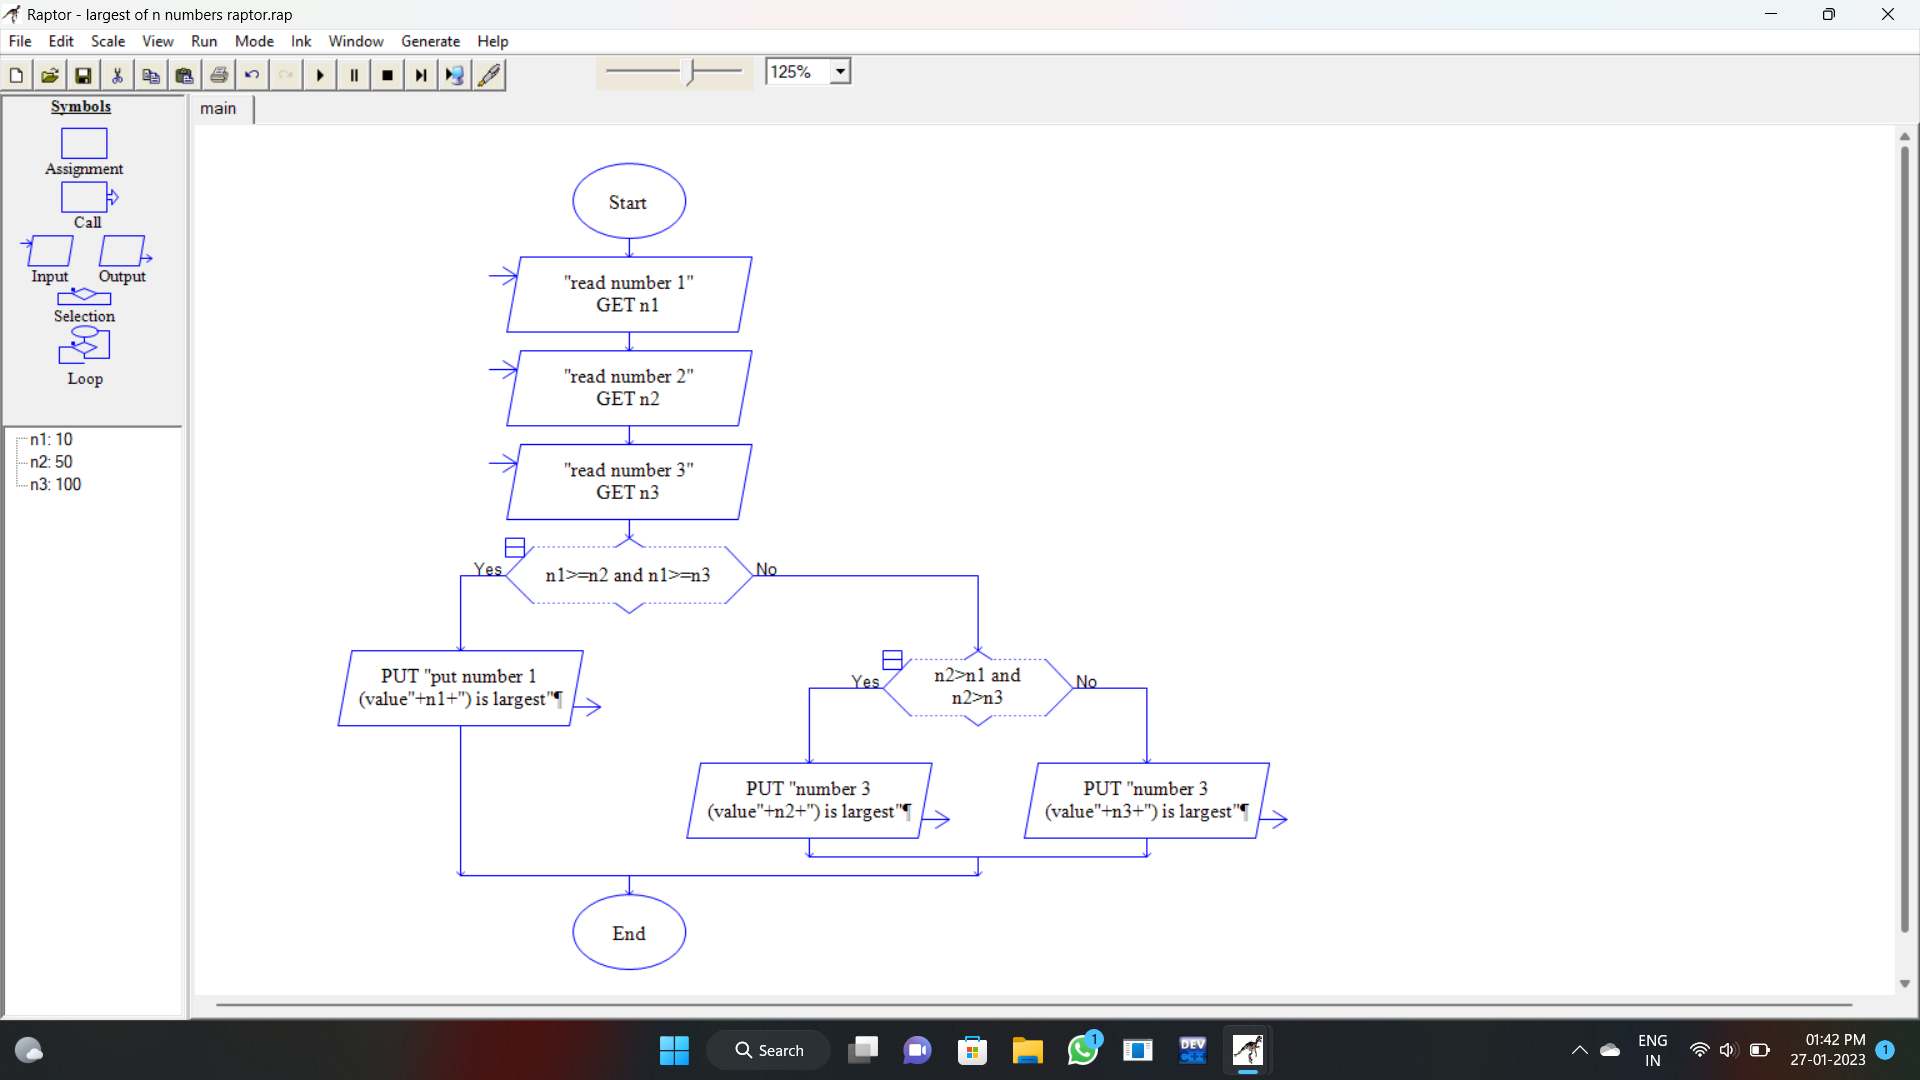 Raptor - largest of n numbers raptor.rap
File Edit Scale View Run Mode Ink Window Generate Help
125%
Symbols
Assignment
Call
Input Output
Selection
Loop
n1: 10
n2: 50
n3: 100
main
Start
"read number 1"
GET n1
"read number 2"
GET n2
"read number 3"
GET n3
Yes n1>=n2 and n1>=n3 No
PUT "put number 1
(value"+n1+") is largest"¶
Yes n2>n1 and No
n2>n3
PUT "number 3
(value"+n2+") is largest"¶
PUT "number 3
(value"+n3+") is largest"¶
End
Search
1
DEV
C++
ENG
IN
01:42 PM
27-01-2023
1